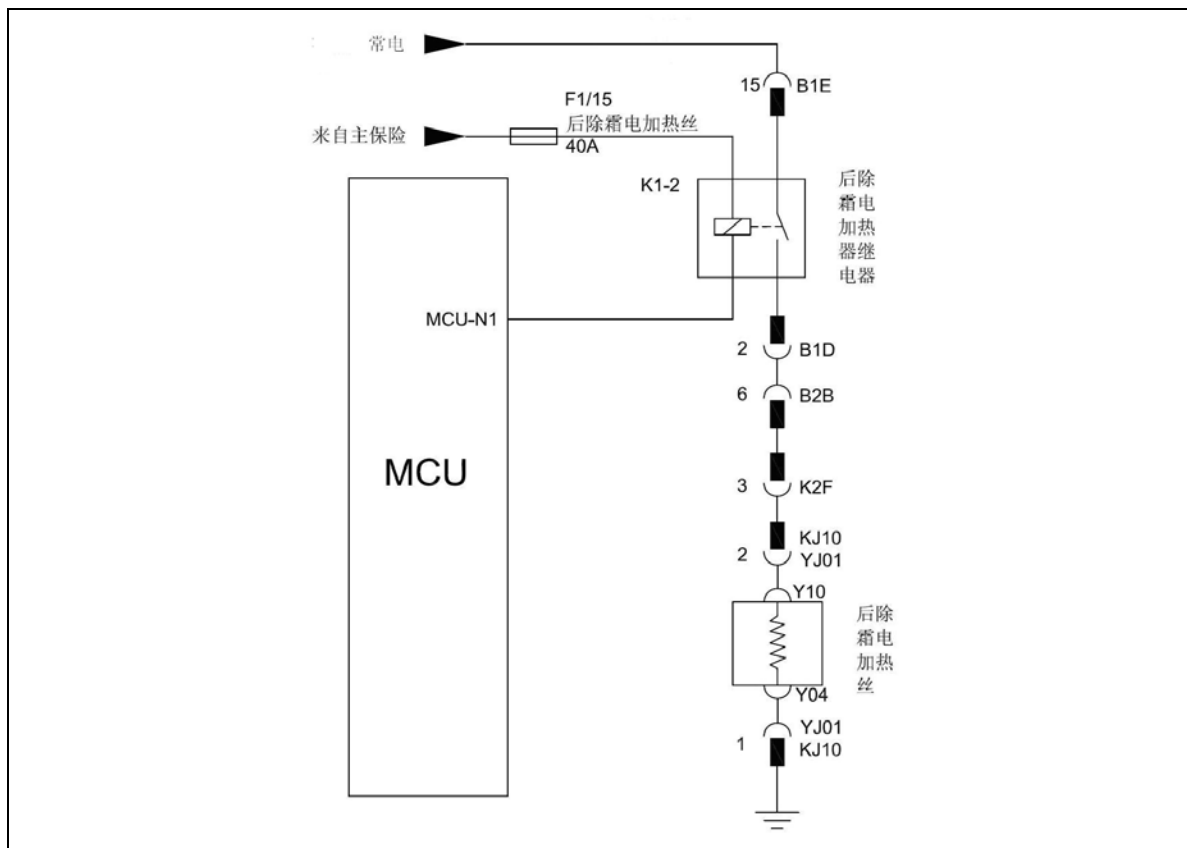 常电
15 B1E
F1/15
后除霜电加热丝
40A
来自主保险
K1-2
后除
霜电
加热
器继
电器
MCU-N1
2 B1D
6 B2B
MCU
3 K2F
KJ10
2 YJ01
Y10
后除
霜电
加热
丝
Y04
YJ01
1 KJ10